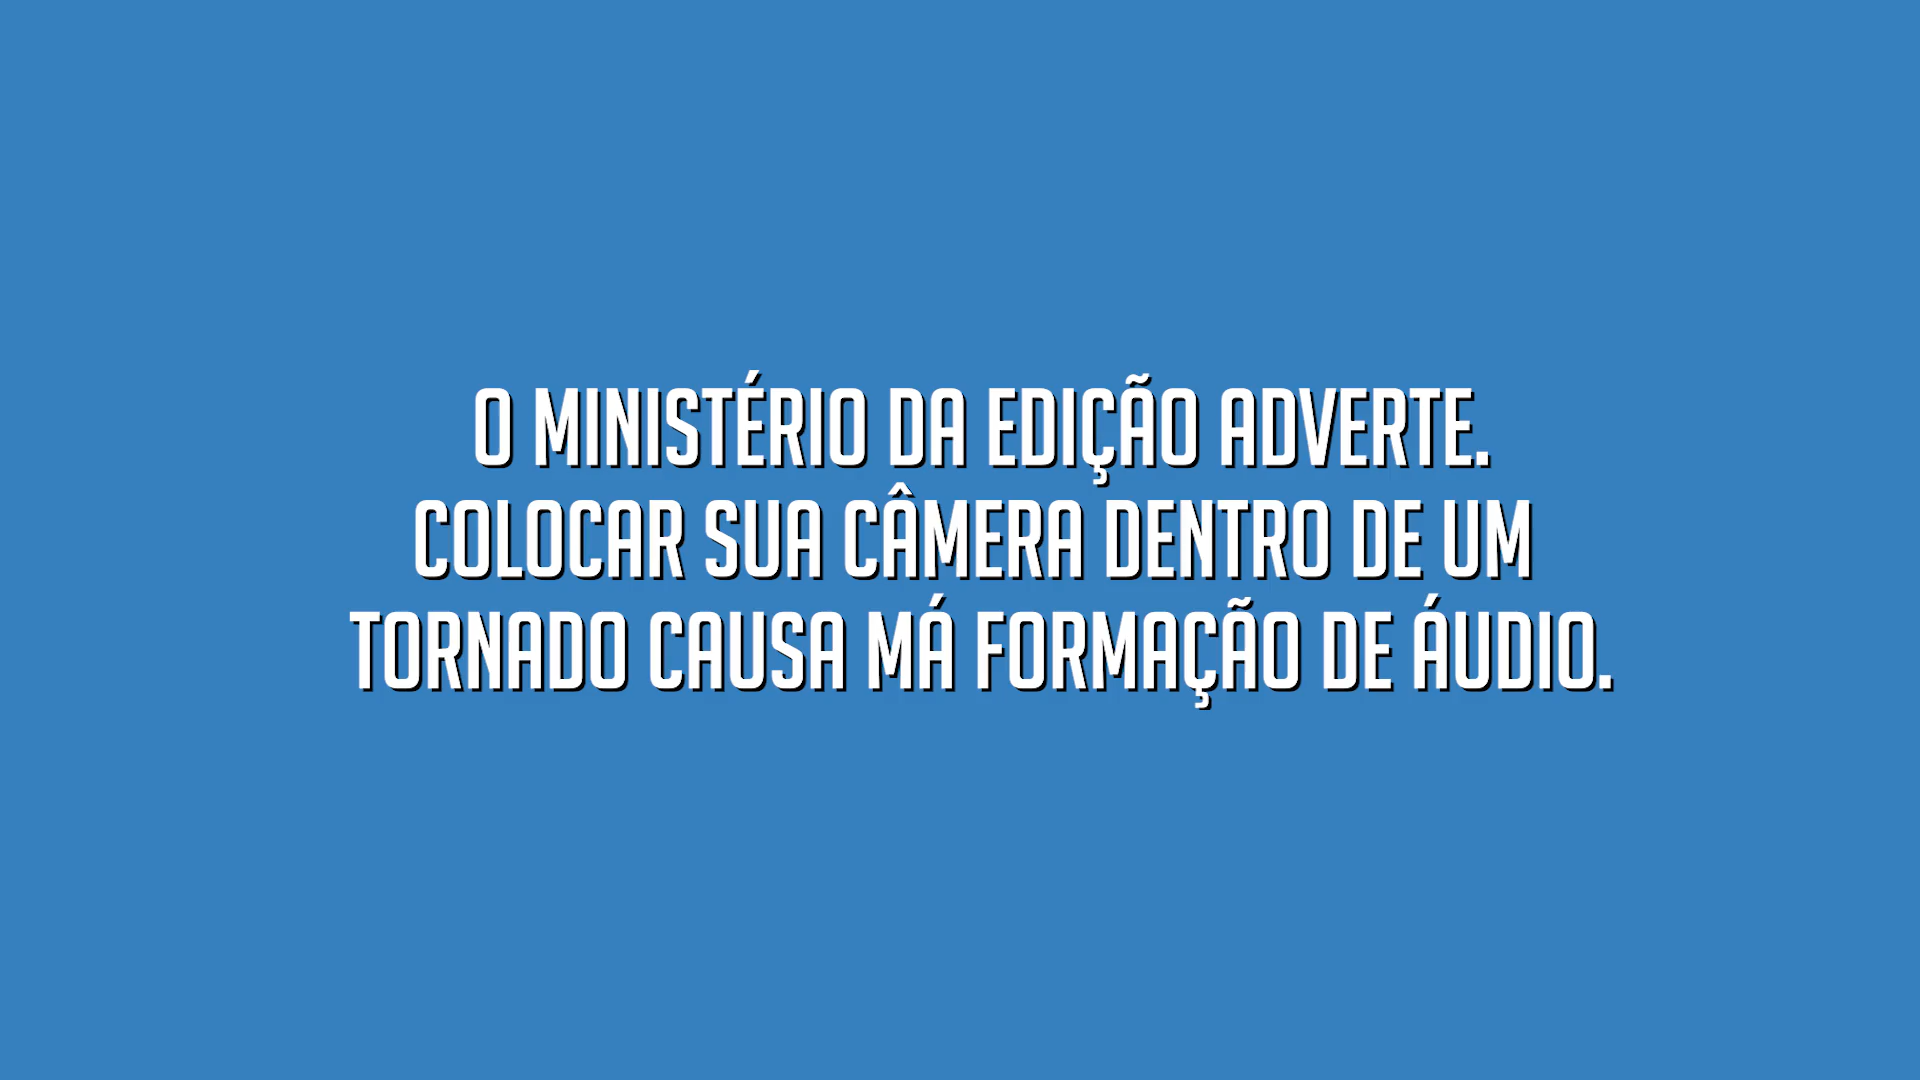 O MINISTÉRIO DA EDIÇÃO ADVERTE.
COLOCAR SUA CÂMERA DENTRO DE UM
TORNADO CAUSA MÁ FORMAÇÃO DE ÁUDIO.